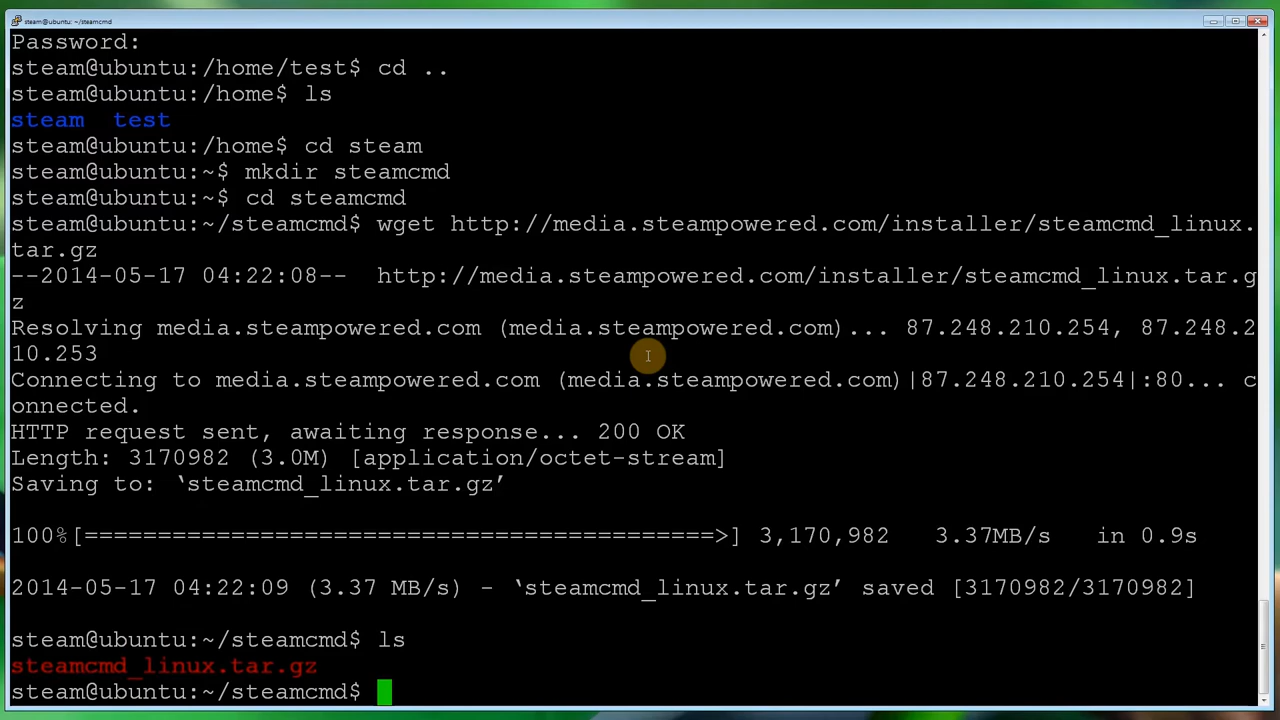 steam@ubuntu: ~/steamcmd
Password:
steam@ubuntu:/home/test$ cd ..
steam@ubuntu:/home$ ls
steam  test
steam@ubuntu:/home$ cd steam
steam@ubuntu:~$ mkdir steamcmd
steam@ubuntu:~$ cd steamcmd
steam@ubuntu:~/steamcmd$ wget http://media.steampowered.com/installer/steamcmd_linux.
tar.gz
--2014-05-17 04:22:08--  http://media.steampowered.com/installer/steamcmd_linux.tar.g
z
Resolving media.steampowered.com (media.steampowered.com)... 87.248.210.254, 87.248.2
10.253
Connecting to media.steampowered.com (media.steampowered.com)|87.248.210.254|:80... c
onnected.
HTTP request sent, awaiting response... 200 OK
Length: 3170982 (3.0M) [application/octet-stream]
Saving to: ‘steamcmd_linux.tar.gz’
100%[===========================================>] 3,170,982   3.37MB/s   in 0.9s
2014-05-17 04:22:09 (3.37 MB/s) - ‘steamcmd_linux.tar.gz’ saved [3170982/3170982]
steam@ubuntu:~/steamcmd$ ls
steamcmd_linux.tar.gz
steam@ubuntu:~/steamcmd$